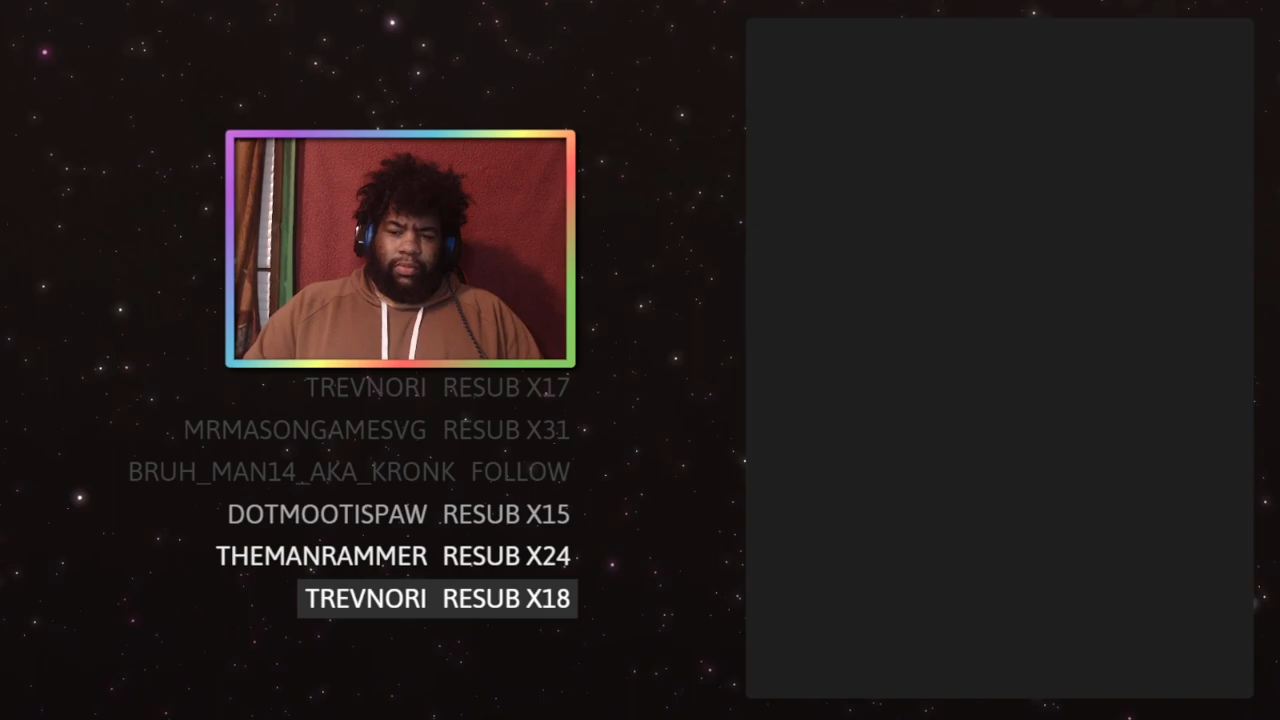 TREVNORI RESUB X17
MRMASONGAMESVG RESUB X31
BRUH_MAN14_AKA_KRONK FOLLOW
DOTMOOTISPAW RESUB X15
THEMANRAMMER RESUB X24
TREVNORI RESUB X18